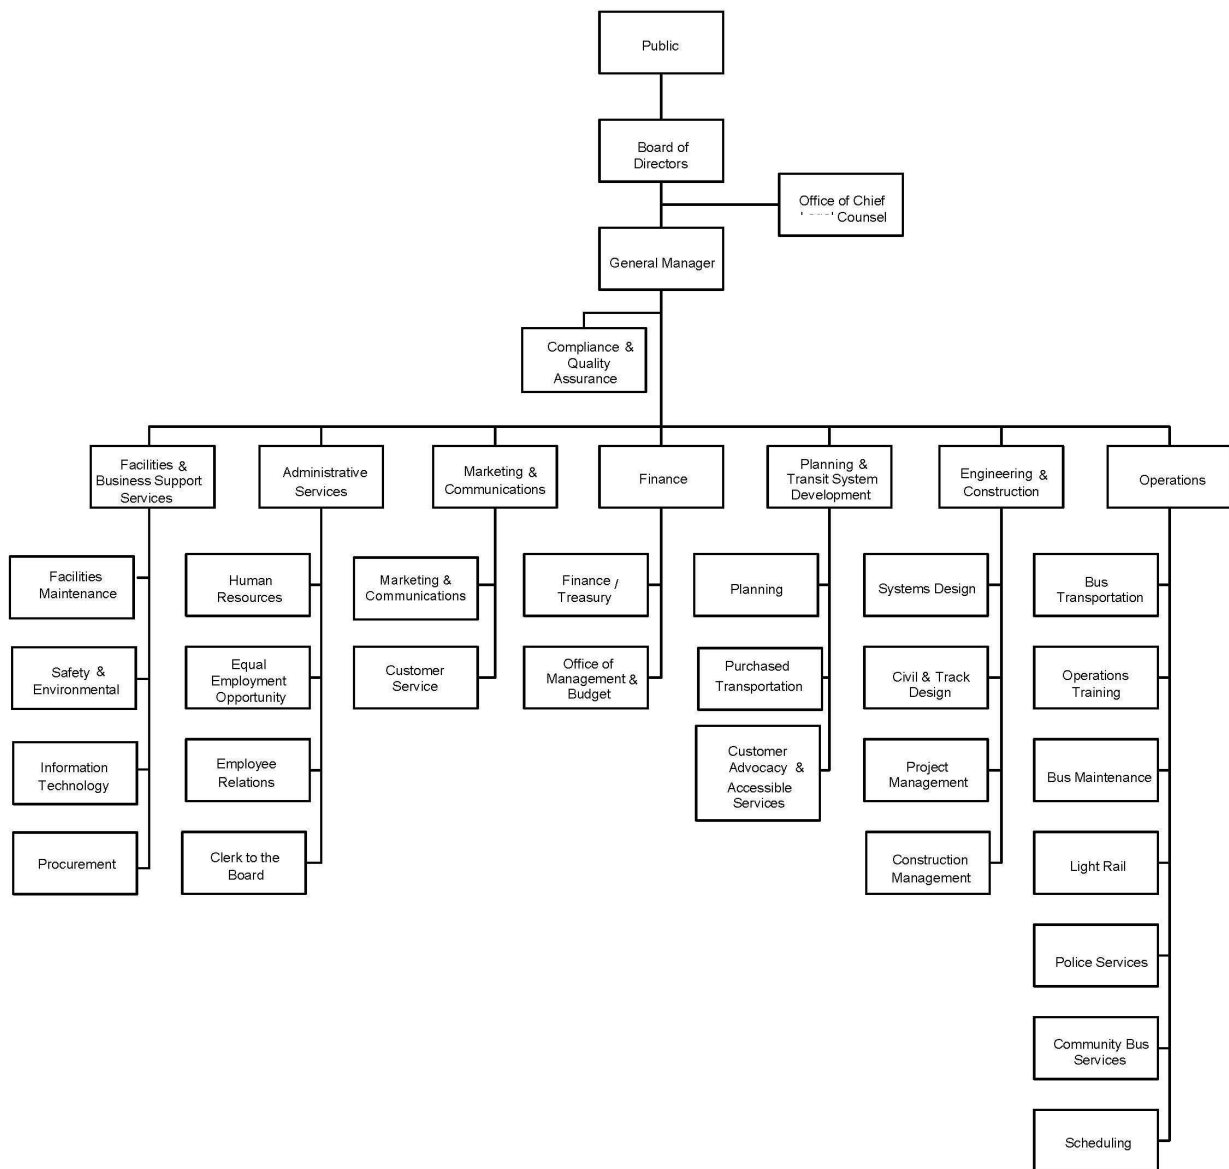 Public
Board of
Directors
Office of Chief
Counsel
General Manager
Compliance &
Quality
Assurance
Facilities &
Business Support
Services
Administrative
Services
Marketing &
Communications
Finance
Planning &
Transit System
Development
Engineering &
Construction
Operations
Facilities
Maintenance
Human
Resources
Marketing &
Communications
Finance /
Treasury
Planning
Systems Design
Bus
Transportation
Safety &
Environmental
Equal
Employment
Opportunity
Customer
Service
Office of
Management &
Budget
Purchased
Transportation
Civil & Track
Design
Operations
Training
Information
Technology
Employee
Relations
Customer
Advocacy &
Accessible
Services
Project
Management
Bus Maintenance
Procurement
Clerk to the
Board
Construction
Management
Light Rail
Police Services
Community Bus
Services
Scheduling